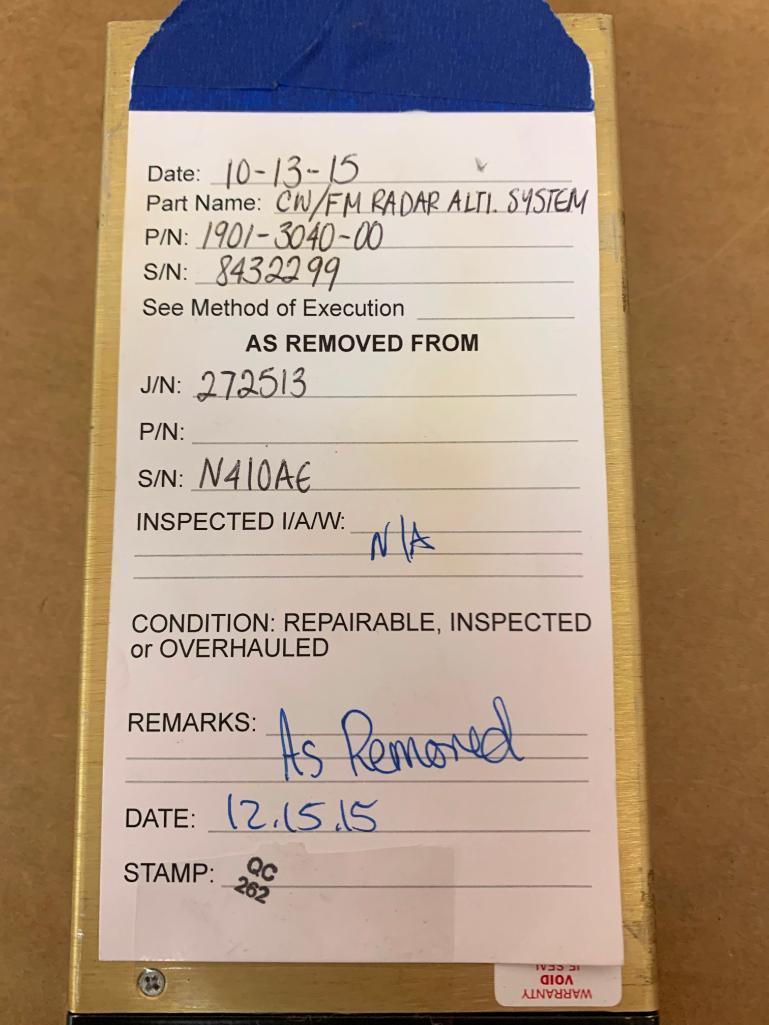 Date: 10-13-15
Part Name: CW/FM RADAR ALTI. SYSTEM
P/N: 1901-3040-00
S/N: 8432299
See Method of Execution
AS REMOVED FROM
J/N: 272513
P/N:
S/N: N410AE
INSPECTED I/A/W:
N/A
CONDITION: REPAIRABLE, INSPECTED
or OVERHAULED
REMARKS: As Removed
DATE: 12.15.15
STAMP: QC
262
WARRANTY
VOID
IF SEAL